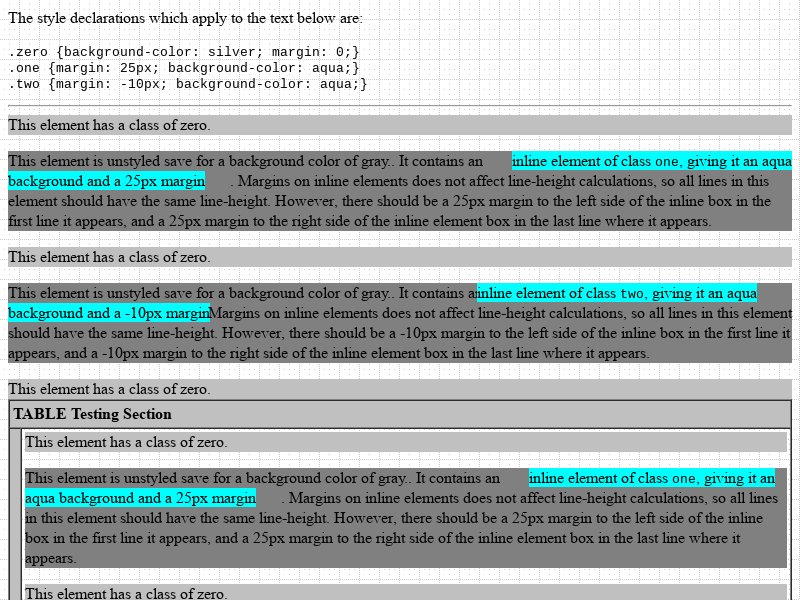 The style declarations which apply to the text below are:
.zero {background-color: silver; margin: 0;}
.one {margin: 25px; background-color: aqua;}
.two {margin: -10px; background-color: aqua;}
This element has a class of zero.
This element is unstyled save for a background color of gray.. It contains an inline element of class one, giving it an aqua
background and a 25px margin. Margins on inline elements does not affect line-height calculations, so all lines in this
element should have the same line-height. However, there should be a 25px margin to the left side of the inline box in the
first line it appears, and a 25px margin to the right side of the inline element box in the last line where it appears.
This element has a class of zero.
This element is unstyled save for a background color of gray.. It contains a inline element of class two, giving it an aqua
background and a -10px margin Margins on inline elements does not affect line-height calculations, so all lines in this element
should have the same line-height. However, there should be a -10px margin to the left side of the inline box in the first line it
appears, and a -10px margin to the right side of the inline element box in the last line where it appears.
This element has a class of zero.
TABLE Testing Section
This element has a class of zero.
This element is unstyled save for a background color of gray.. It contains an inline element of class one, giving it an
aqua background and a 25px margin. Margins on inline elements does not affect line-height calculations, so all lines
in this element should have the same line-height. However, there should be a 25px margin to the left side of the inline
box in the first line it appears, and a 25px margin to the right side of the inline element box in the last line where it
appears.
This element has a class of zero.